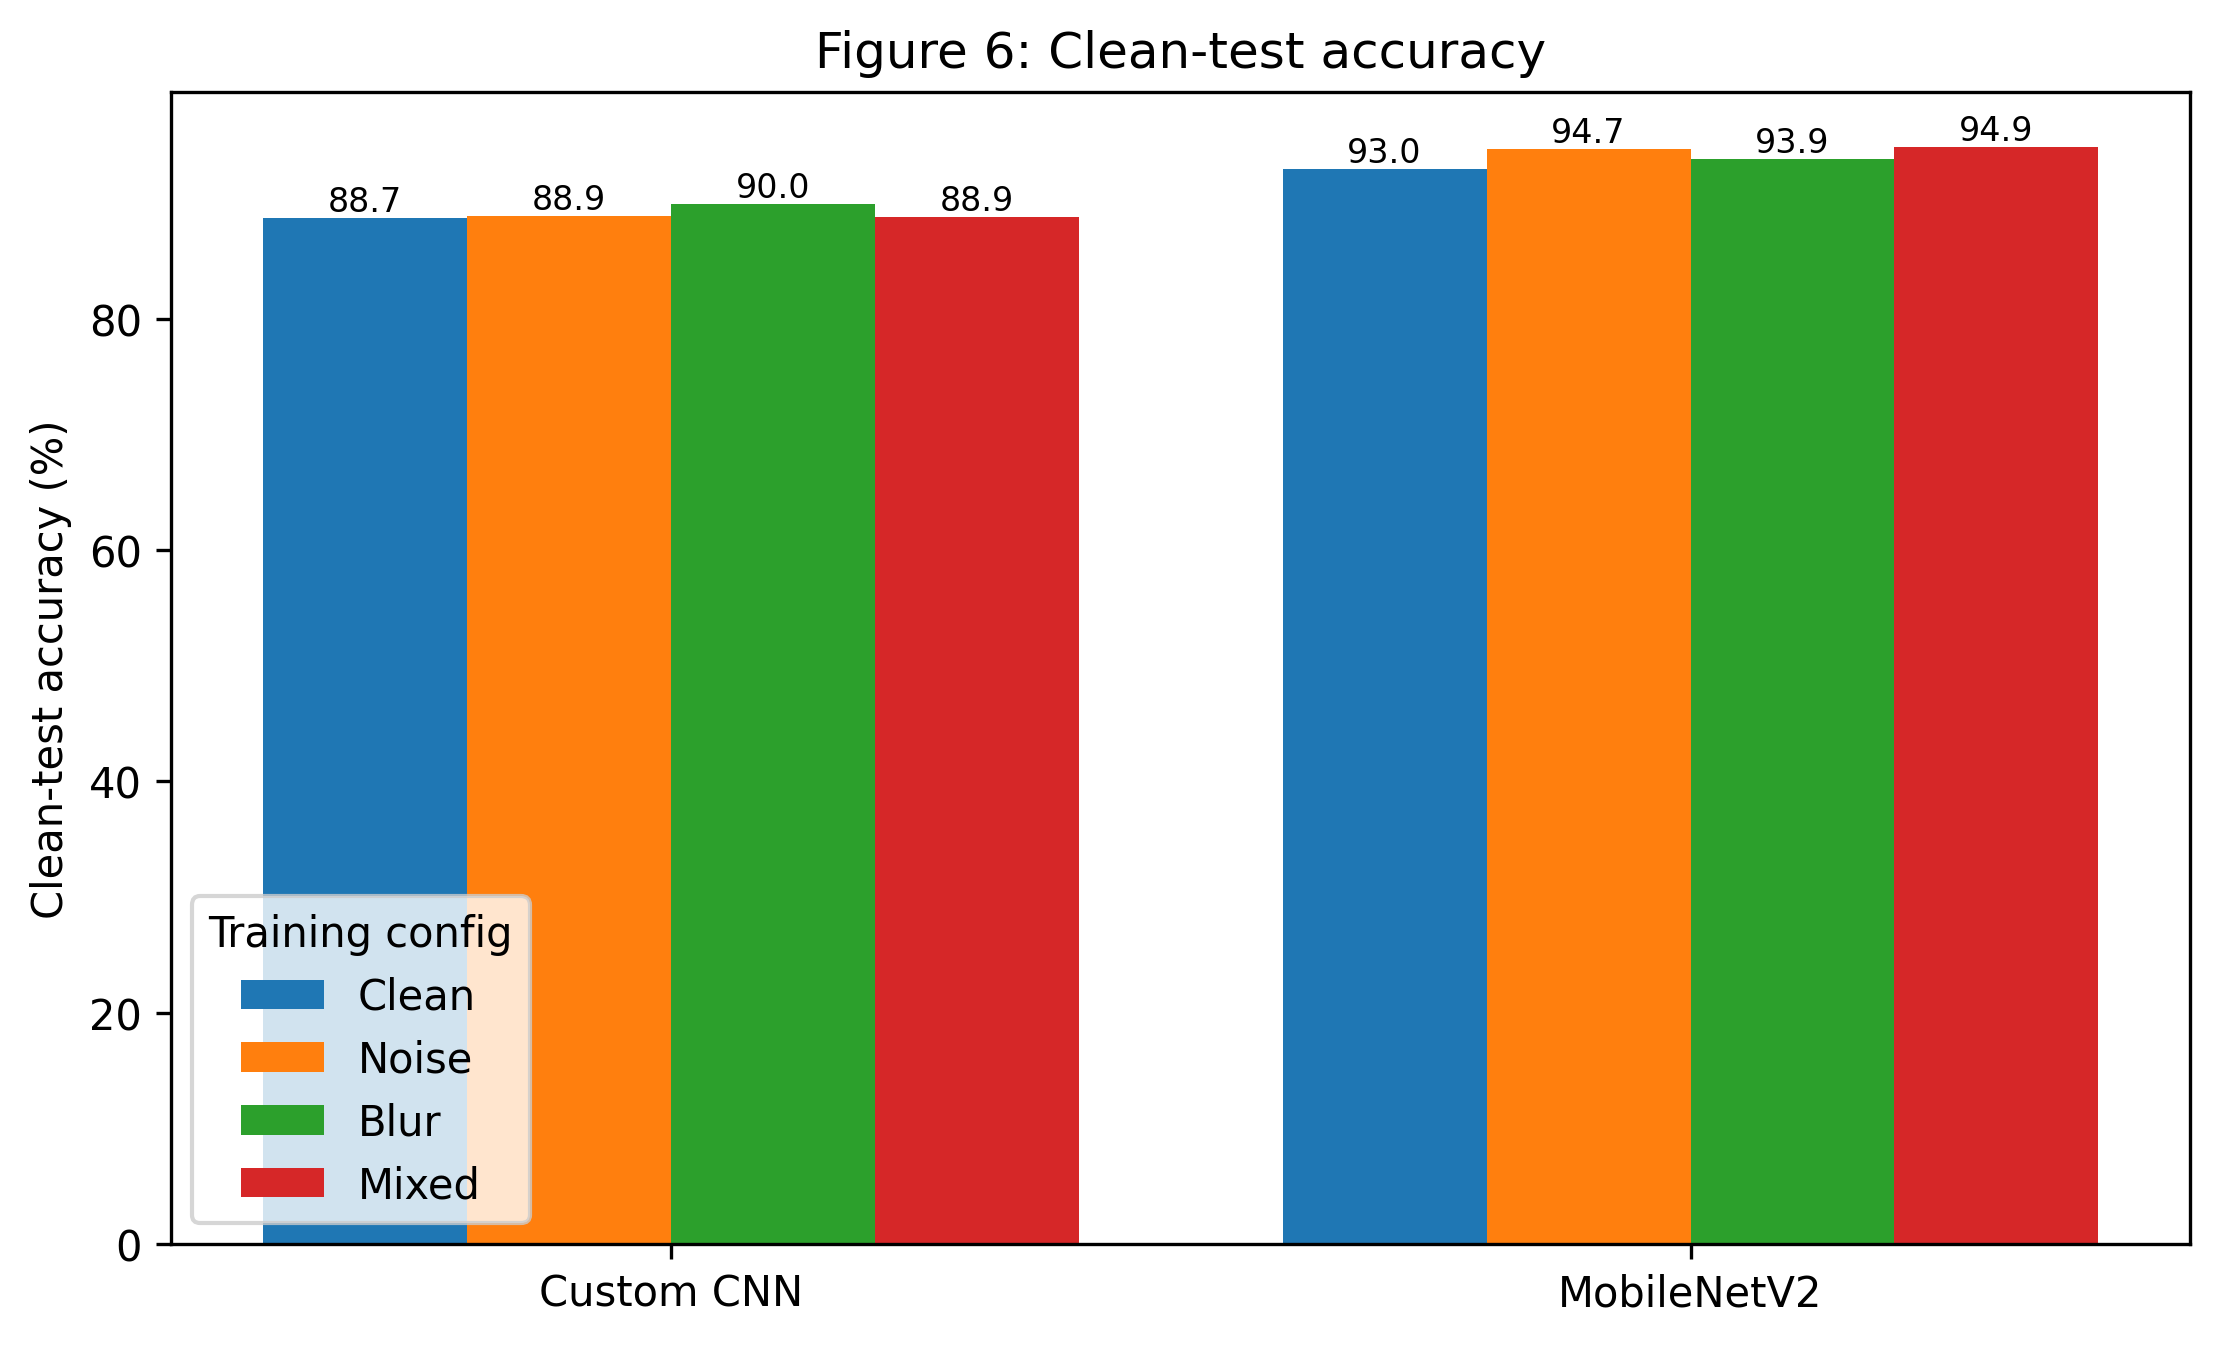 Figure 6: Clean-test accuracy
Clean-test accuracy (%)
80
60
40
20
0
88.7
88.9
90.0
88.9
93.0
94.7
93.9
94.9
Training config
Clean
Noise
Blur
Mixed
Custom CNN
MobileNetV2